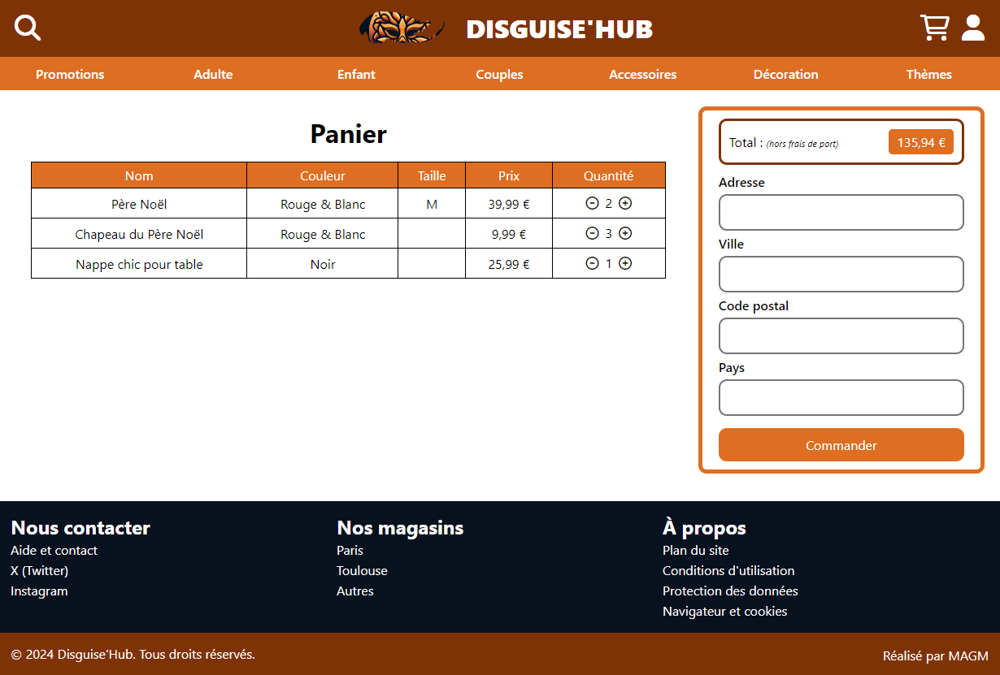 DISGUISE'HUB
Promotions Adulte Enfant Couples Accessoires Décoration Thèmes
Panier
Nom Couleur Taille Prix Quantité
Père Noël Rouge & Blanc M 39,99 € 2
Chapeau du Père Noël Rouge & Blanc 9,99 € 3
Nappe chic pour table Noir 25,99 € 1
Total : (hors frais de port) 135,94 €
Adresse
Ville
Code postal
Pays
Commander
Nous contacter
Aide et contact
X (Twitter)
Instagram
Nos magasins
Paris
Toulouse
Autres
À propos
Plan du site
Conditions d'utilisation
Protection des données
Navigateur et cookies
© 2024 Disguise'Hub. Tous droits réservés.
Réalisé par MAGM